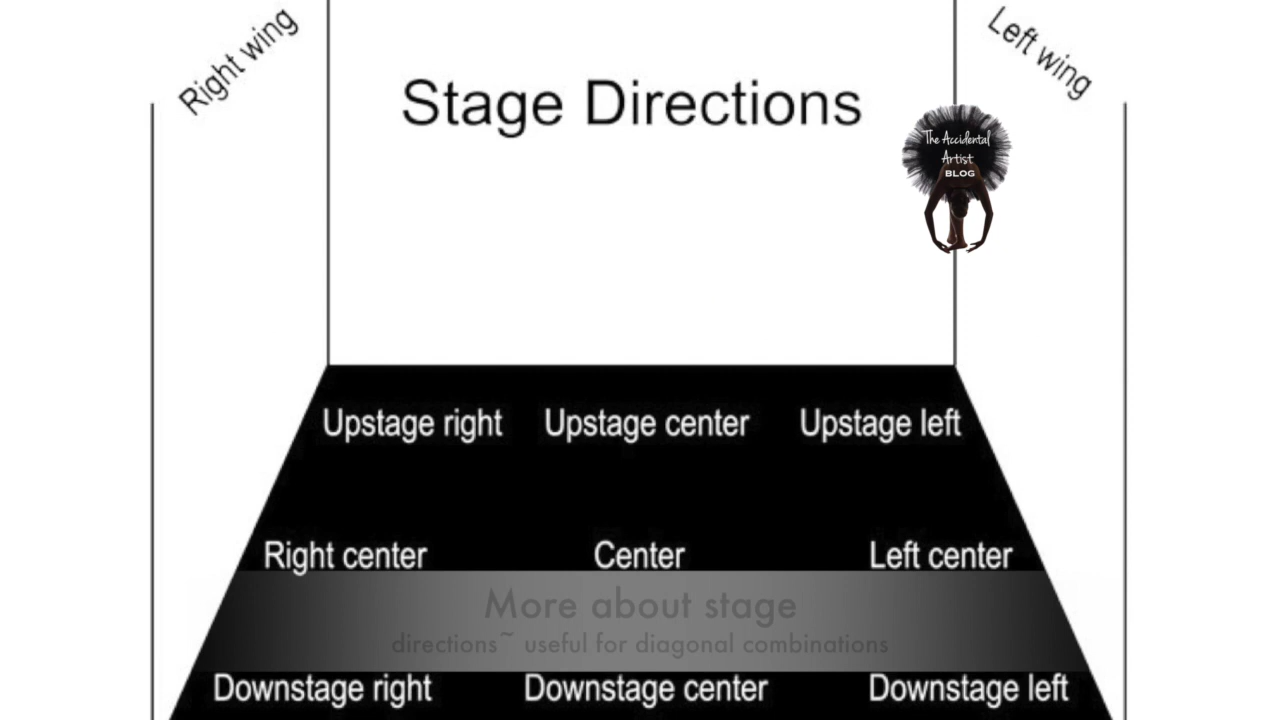 Right wing
Left wing
Stage Directions
The Accidental
Artist
BLOG
Upstage right Upstage center Upstage left
Right center Center Left center
More about stage
directions~ useful for diagonal combinations
Downstage right Downstage center Downstage left